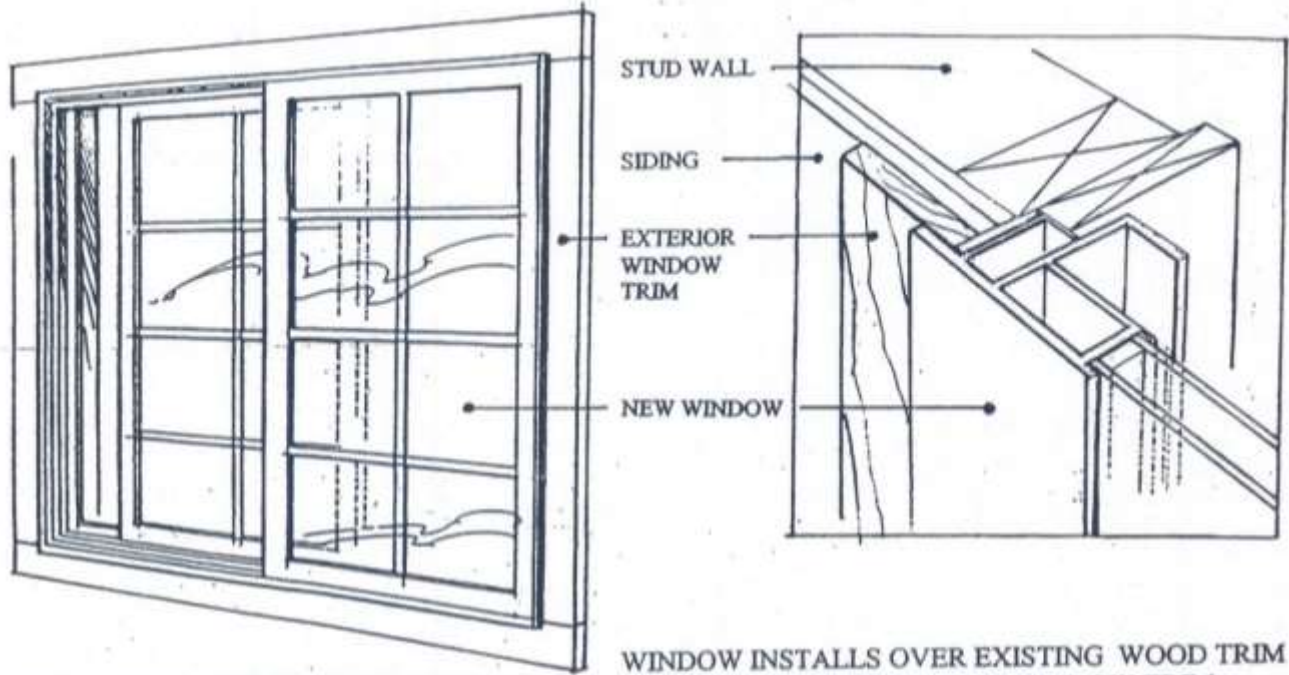 STUD WALL
SIDING
EXTERIOR
WINDOW
TRIM
NEW WINDOW
WINDOW INSTALLS OVER EXISTING WOOD TRIM